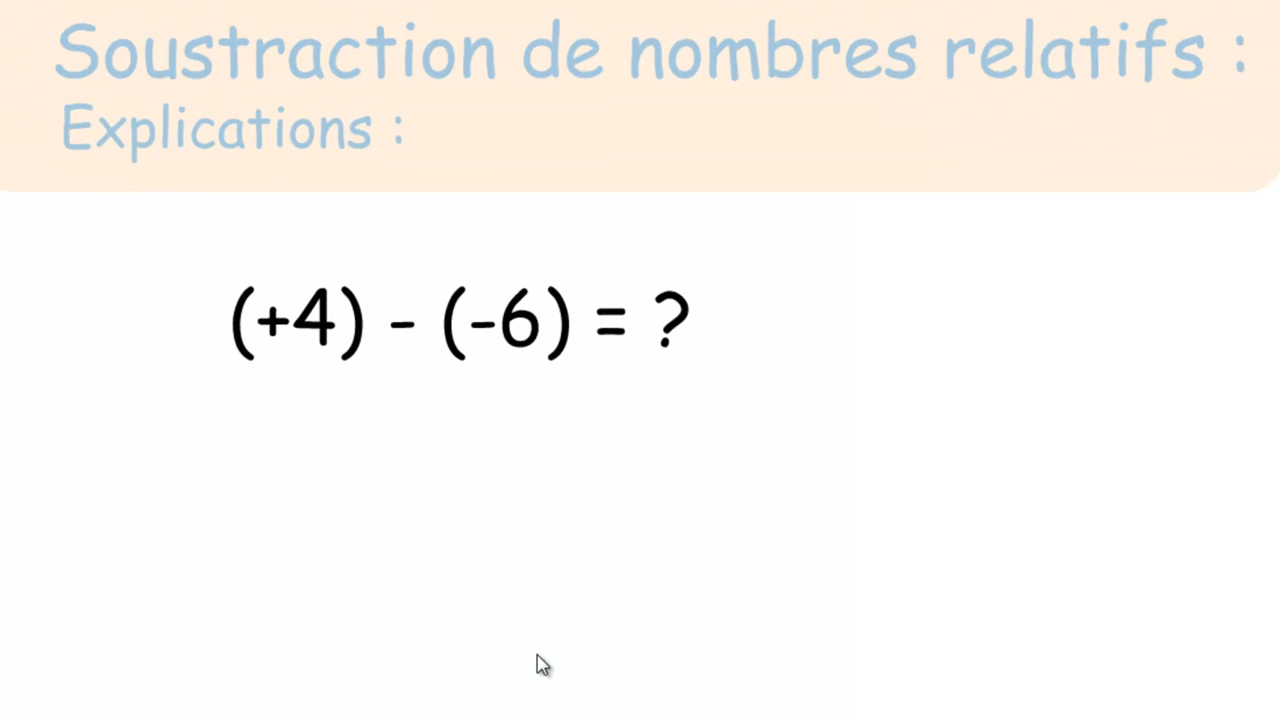 Soustraction de nombres relatifs :
Explications :
(+4) - (-6) = ?